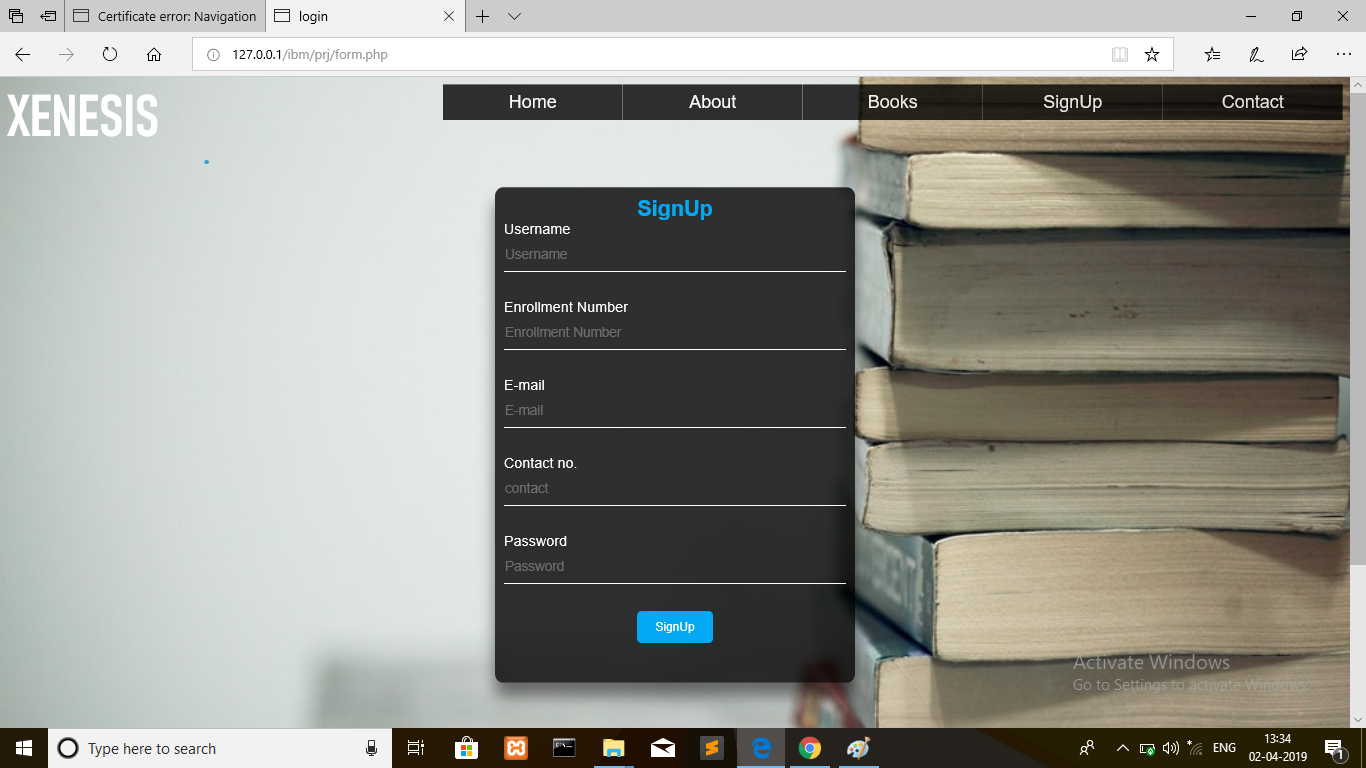 Certificate error: Navigation
login
127.0.0.1/ibm/prj/form.php
XENESIS
Home
About
Books
SignUp
Contact
SignUp
Username
Username
Enrollment Number
Enrollment Number
E-mail
E-mail
Contact no.
contact
Password
Password
SignUp
Activate Windows
Go to Settings to activate Windows.
Type here to search
ENG
13:34
02-04-2019
1